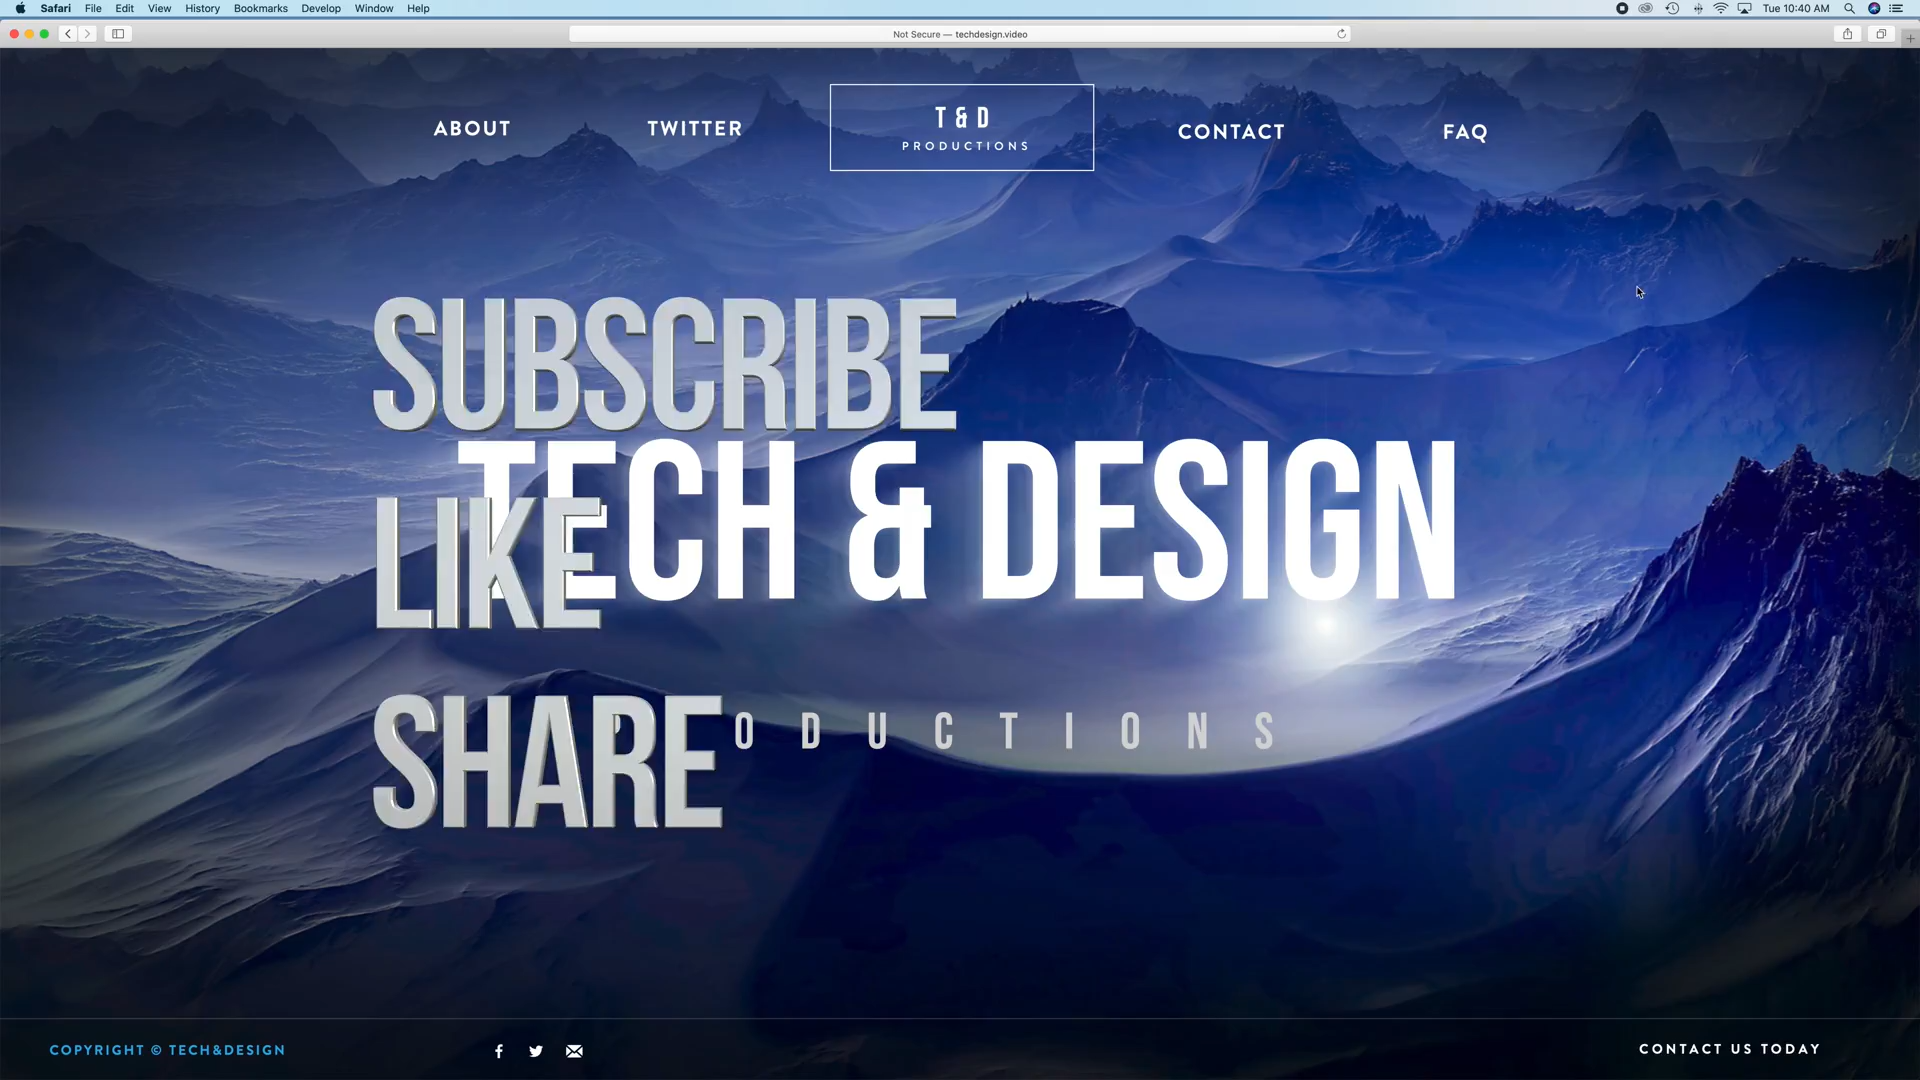 Safari File Edit View History Bookmarks Develop Window Help Tue 10:40 AM
Not Secure — techdesign.video
ABOUT TWITTER T & D CONTACT FAQ
PRODUCTIONS
SUBSCRIBE
TECH & DESIGN
LIKE
SHARE
ODUCTIONS
COPYRIGHT © TECH&DESIGN CONTACT US TODAY